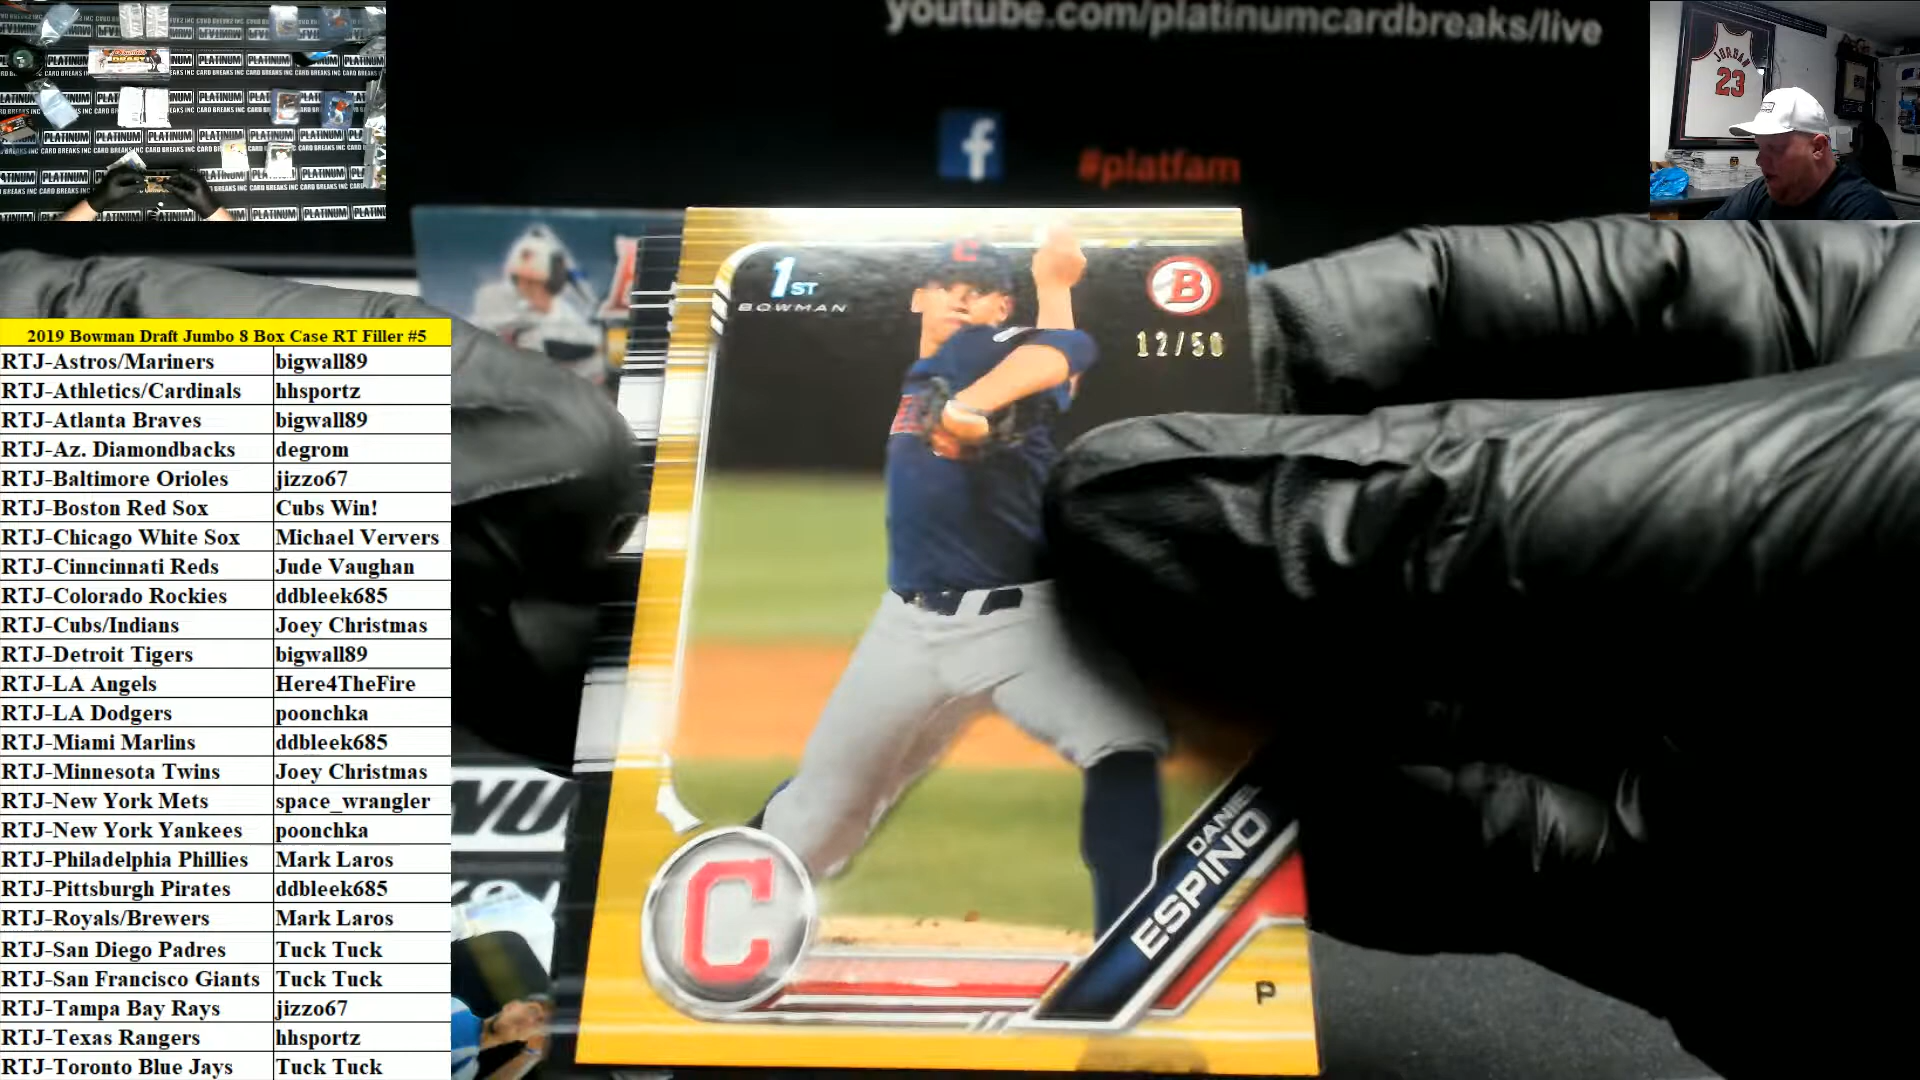 youtube.com/platinumcardbreaks/live
#platfam
JORDAN
23
1ST
BOWMAN
B
12/50
DANIEL
ESPINO
C
P
2019 Bowman Draft Jumbo 8 Box Case RT Filler #5
RTJ-Astros/Mariners bigwall89
RTJ-Athletics/Cardinals hhsportz
RTJ-Atlanta Braves bigwall89
RTJ-Az. Diamondbacks degrom
RTJ-Baltimore Orioles jizzo67
RTJ-Boston Red Sox Cubs Win!
RTJ-Chicago White Sox Michael Ververs
RTJ-Cinncinnati Reds Jude Vaughan
RTJ-Colorado Rockies ddbleek685
RTJ-Cubs/Indians Joey Christmas
RTJ-Detroit Tigers bigwall89
RTJ-LA Angels Here4TheFire
RTJ-LA Dodgers poonchka
RTJ-Miami Marlins ddbleek685
RTJ-Minnesota Twins Joey Christmas
RTJ-New York Mets space_wrangler
RTJ-New York Yankees poonchka
RTJ-Philadelphia Phillies Mark Laros
RTJ-Pittsburgh Pirates ddbleek685
RTJ-Royals/Brewers Mark Laros
RTJ-San Diego Padres Tuck Tuck
RTJ-San Francisco Giants Tuck Tuck
RTJ-Tampa Bay Rays jizzo67
RTJ-Texas Rangers hhsportz
RTJ-Toronto Blue Jays Tuck Tuck